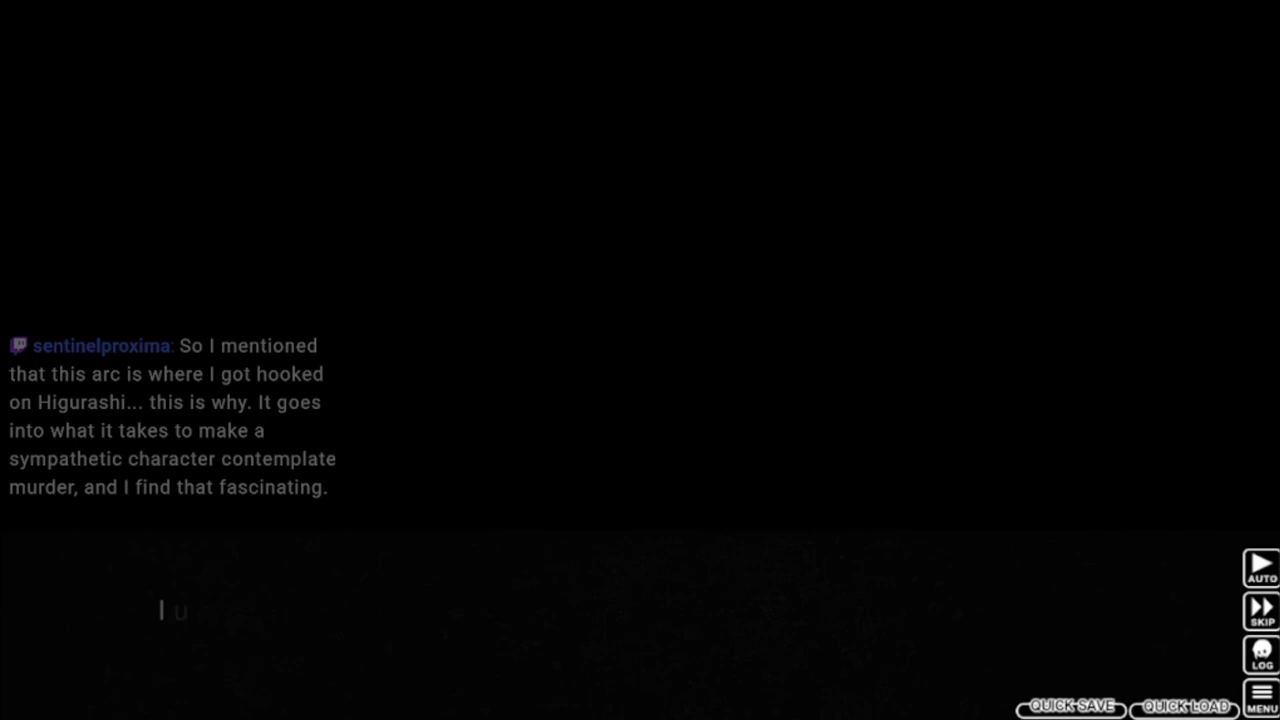 sentinelproxima: So I mentioned
that this arc is where I got hooked
on Higurashi... this is why. It goes
into what it takes to make a
sympathetic character contemplate
murder, and I find that fascinating.
AUTO
I u
SKIP
LOG
QUICK SAVE QUICK LOAD MENU